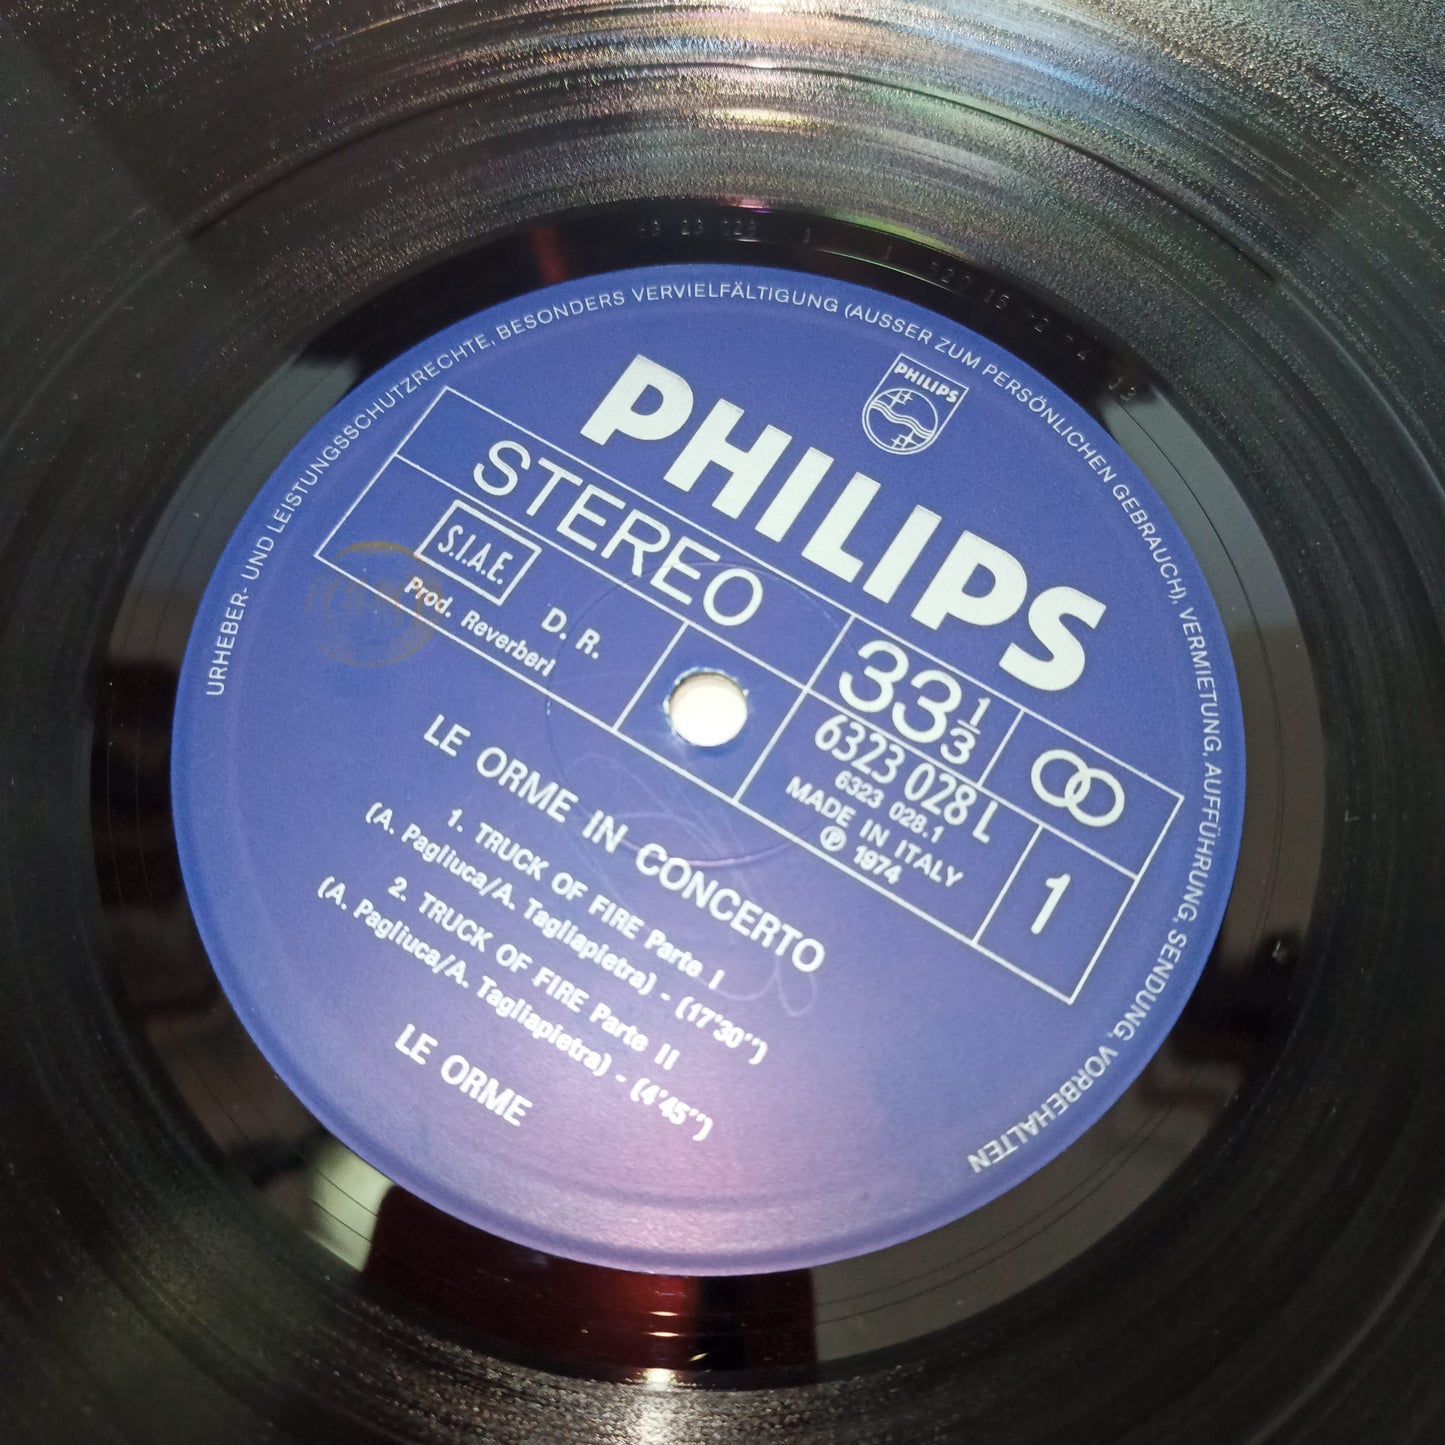 URHEBER- UND LEISTUNGSSCHUTZRECHTE, BESONDERS VERVIELFÄLTIGUNG (AUSSER ZUM PERSÖNLICHEN GEBRAUCH), VERMIETUNG, AUFFÜHRUNG, SENDUNG, VORBEHALTEN
PHILIPS
PHILIPS
STEREO
S.I.A.E.
D. R.
Prod. Reverberi
33 1/3
6323 028 L
6323 028.1
MADE IN ITALY
℗ 1974
1
LE ORME IN CONCERTO
1. TRUCK OF FIRE Parte I
(A. Pagliuca/A. Tagliapietra) - (17'30'')
2. TRUCK OF FIRE Parte II
(A. Pagliuca/A. Tagliapietra) - (4'45'')
LE ORME